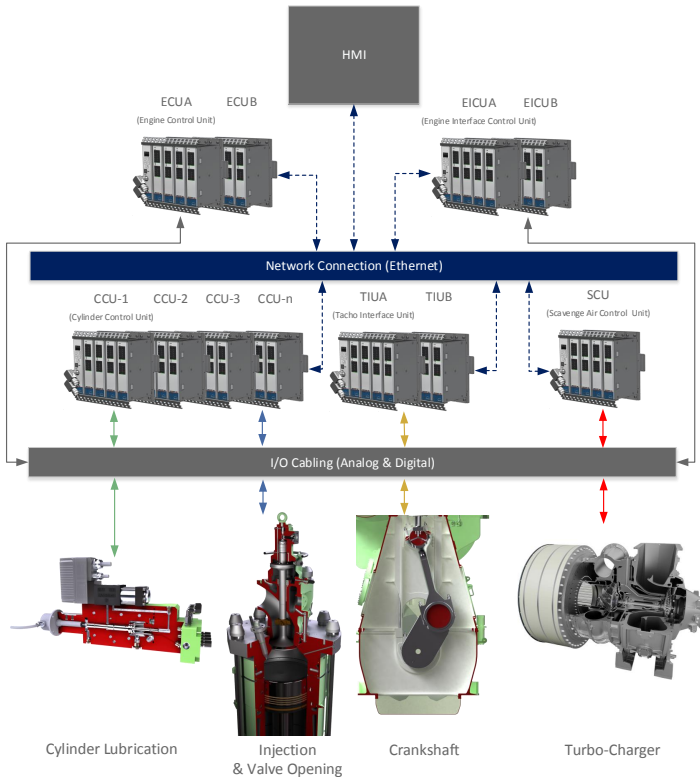 HMI
ECUA ECUB
(Engine Control Unit)
EICUA EICUB
(Engine Interface Control Unit)
Network Connection (Ethernet)
CCU-1 CCU-2 CCU-3 CCU-n
(Cylinder Control Unit)
TIUA TIUB
(Tacho Interface Unit)
SCU
(Scavenge Air Control Unit)
I/O Cabling (Analog & Digital)
Cylinder Lubrication
Injection
& Valve Opening
Crankshaft
Turbo-Charger